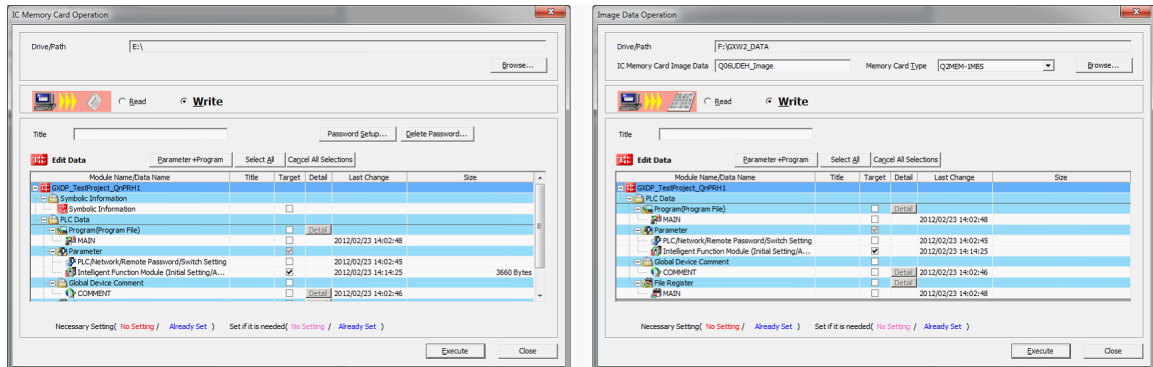 IC Memory Card Operation
Drive/Path E:\
Browse...
Read Write
Title Password Setup... Delete Password...
Edit Data Parameter+Program Select All Cancel All Selections
Module Name/Data Name Title Target Detail Last Change Size
GXDP_TestProject_QnPRH1
Symbolic Information
Symbolic Information
PLC Data
Program(Program File) Detail
MAIN 2012/02/23 14:02:48
Parameter
PLC/Network/Remote Password/Switch Setting 2012/02/23 14:02:45
Intelligent Function Module (Initial Setting/A... 2012/02/23 14:14:25 3660 Bytes
Global Device Comment
COMMENT Detail 2012/02/23 14:02:46
Necessary Setting( No Setting / Already Set ) Set if it is needed( No Setting / Already Set )
Execute Close
Image Data Operation
Drive/Path F:\GXW2_DATA
IC Memory Card Image Data Q06UDEH_Image Memory Card Type Q2MEM-1MBS Browse...
Read Write
Title
Edit Data Parameter+Program Select All Cancel All Selections
Module Name/Data Name Title Target Detail Last Change Size
GXDP_TestProject_QnPRH1
PLC Data
Program(Program File) Detail
MAIN 2012/02/23 14:02:48
Parameter
PLC/Network/Remote Password/Switch Setting 2012/02/23 14:02:45
Intelligent Function Module (Initial Setting/A... 2012/02/23 14:14:25
Global Device Comment
COMMENT Detail 2012/02/23 14:02:46
File Register Detail
MAIN 2012/02/23 14:02:48
Necessary Setting( No Setting / Already Set ) Set if it is needed( No Setting / Already Set )
Execute Close